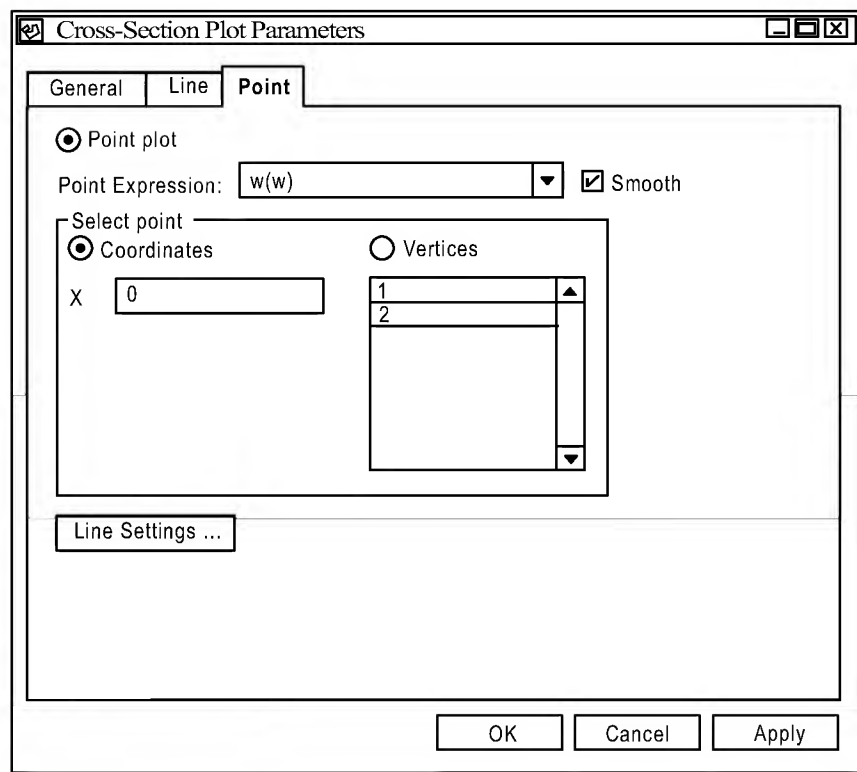 Cross-Section Plot Parameters
General Line Point
Point plot
Point Expression: w(w) Smooth
Select point
Coordinates Vertices
X 0 1
2
Line Settings ...
OK Cancel Apply